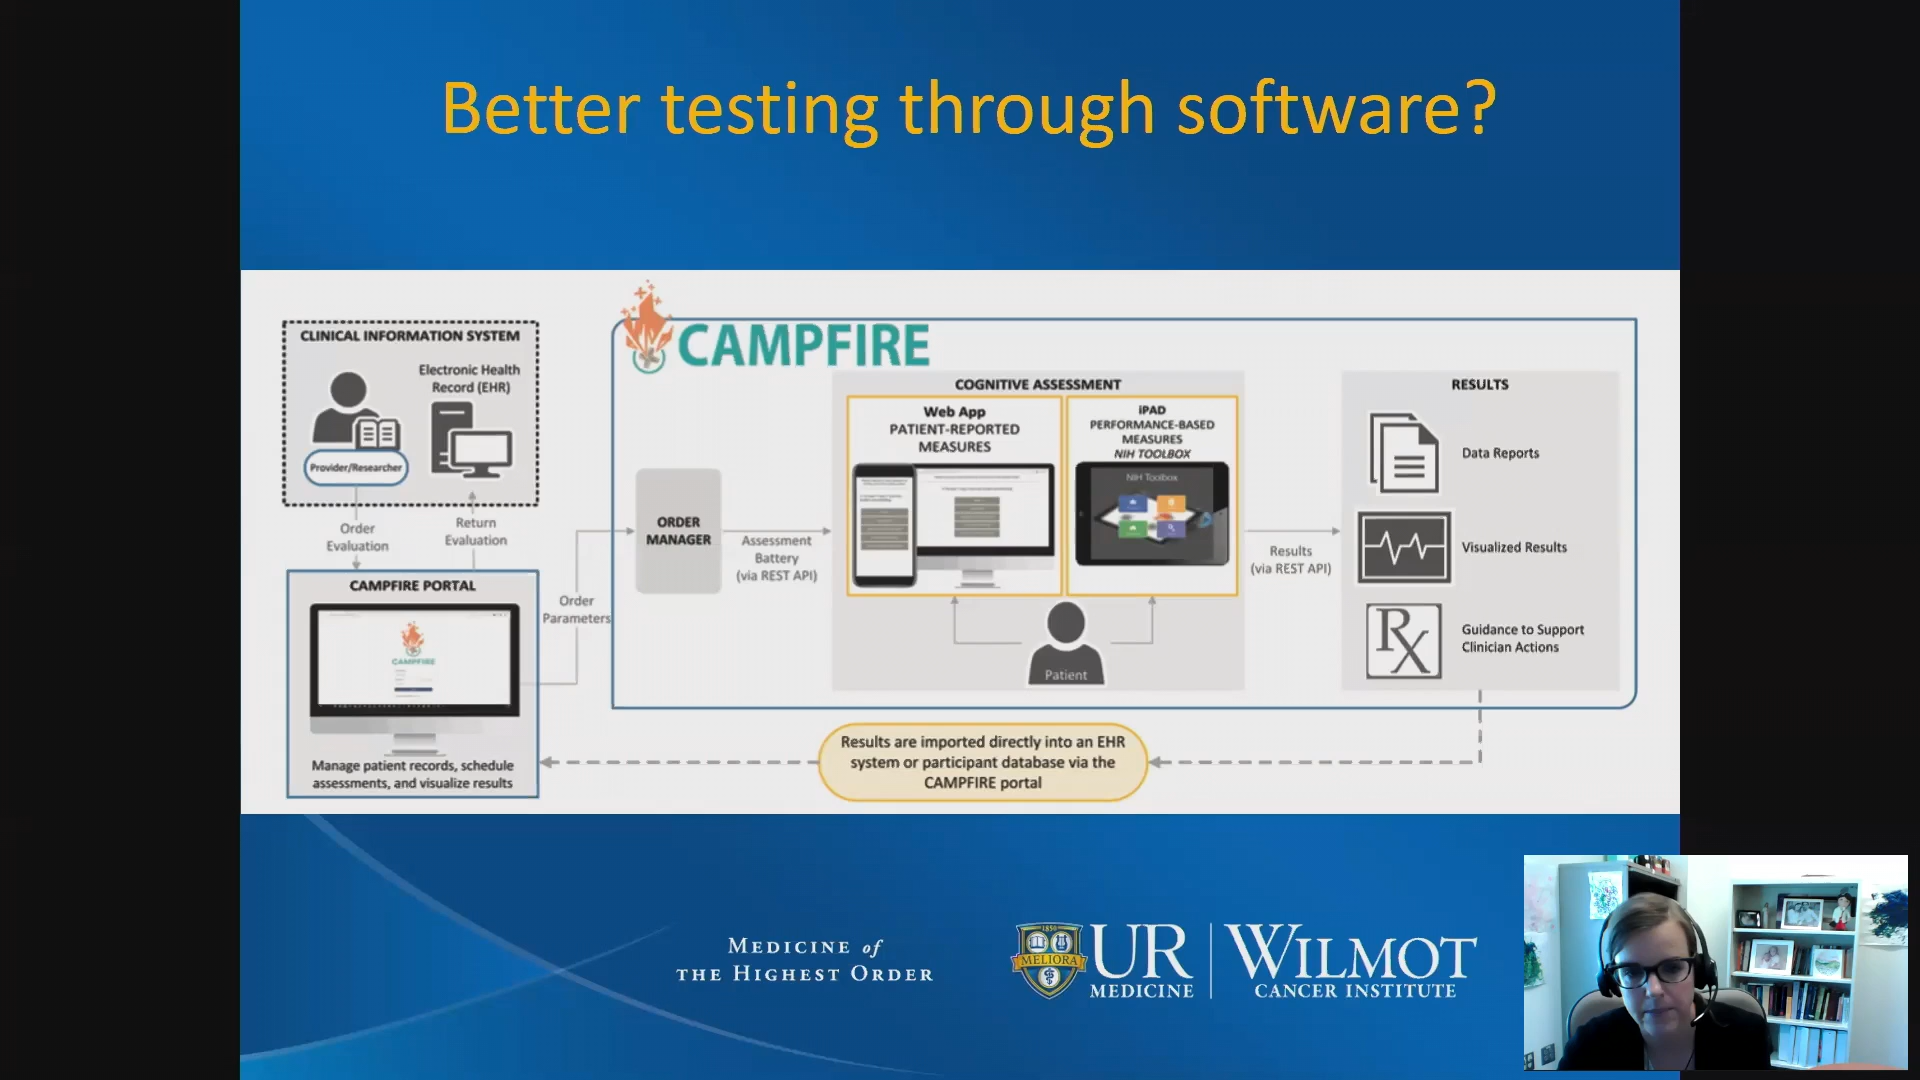 Better testing through software?
CLINICAL INFORMATION SYSTEM
Electronic Health
Record (EHR)
Provider/Researcher
Order
Evaluation
Return
Evaluation
CAMPFIRE PORTAL
CAMPFIRE
Manage patient records, schedule
assessments, and visualize results
Order
Parameters
CAMPFIRE
ORDER
MANAGER
Assessment
Battery
(via REST API)
COGNITIVE ASSESSMENT
Web App
PATIENT-REPORTED
MEASURES
iPAD
PERFORMANCE-BASED
MEASURES
NIH TOOLBOX
NIH Toolbox
Patient
Results
(via REST API)
RESULTS
Data Reports
Visualized Results
Rx
Guidance to Support
Clinician Actions
Results are imported directly into an EHR
system or participant database via the
CAMPFIRE portal
MEDICINE of
THE HIGHEST ORDER
1850
MELIORA
UR
MEDICINE
WILMOT
CANCER INSTITUTE